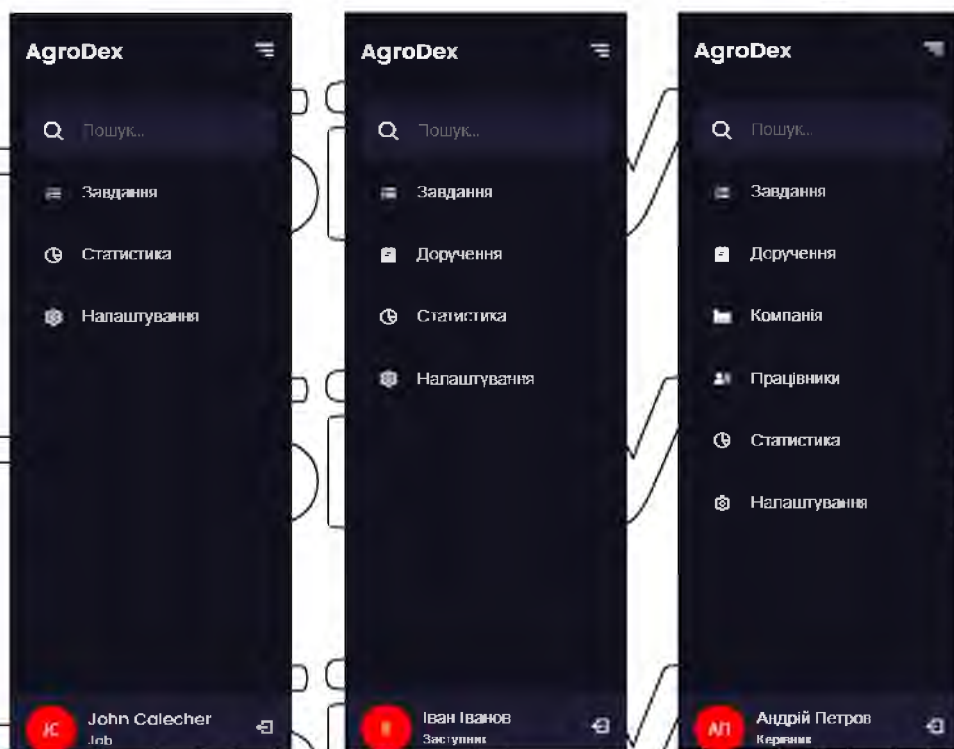 AgroDex
Пошук...
Завдання
Статистика
Налаштування
JC
John Calecher
Job
AgroDex
Пошук...
Завдання
Доручення
Статистика
Налаштування
Іван Іванов
Заступник
AgroDex
Пошук...
Завдання
Доручення
Компанія
Працівники
Статистика
Налаштування
АП
Андрій Петров
Керівник